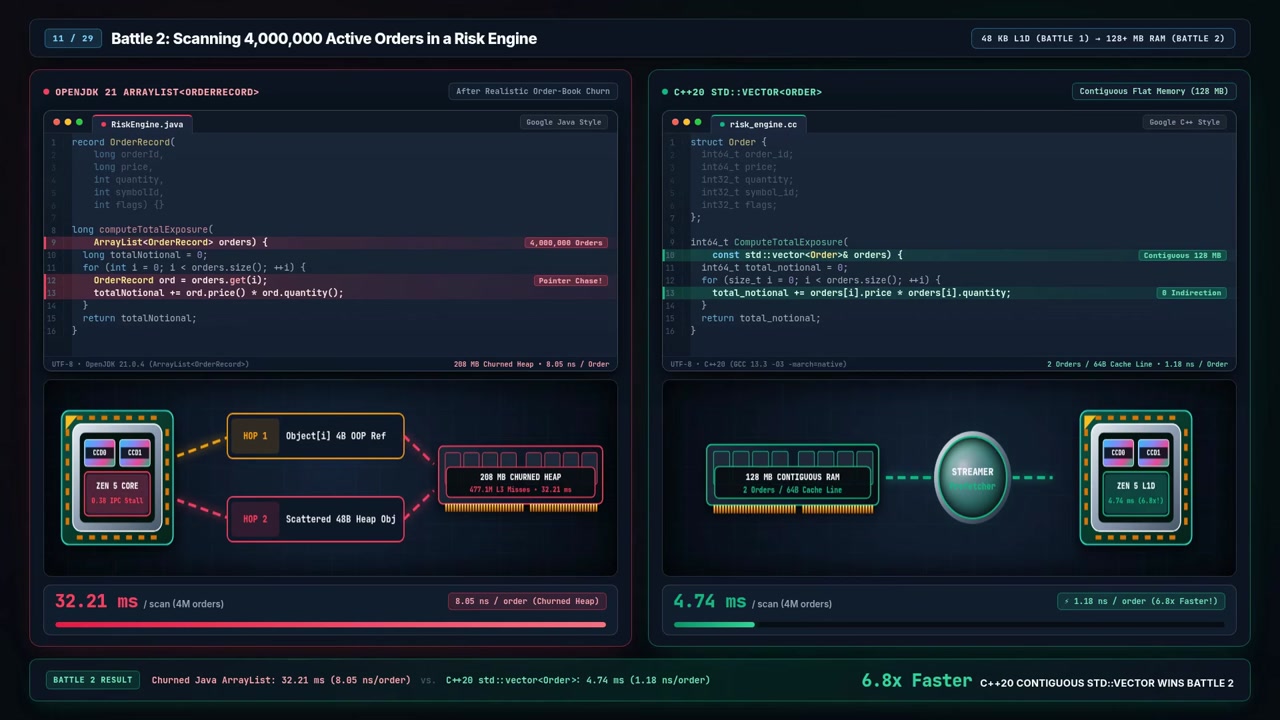 11 / 29
Battle 2: Scanning 4,000,000 Active Orders in a Risk Engine
48 KB L1D (BATTLE 1) → 128+ MB RAM (BATTLE 2)
OPENJDK 21 ARRAYLIST<ORDERRECORD>
After Realistic Order-Book Churn
RiskEngine.java
Google Java Style
1 record OrderRecord(
2 long orderId,
3 long price,
4 int quantity,
5 int symbolId,
6 int flags) {}
7
8 long computeTotalExposure(
9 ArrayList<OrderRecord> orders) {
4,000,000 Orders
10 long totalNotional = 0;
11 for (int i = 0; i < orders.size(); ++i) {
12 OrderRecord ord = orders.get(i);
Pointer Chase!
13 totalNotional += ord.price() * ord.quantity();
14 }
15 return totalNotional;
16 }
UTF-8 • OpenJDK 21.0.4 (ArrayList<OrderRecord>)
208 MB Churned Heap • 8.05 ns / Order
CCD0
CCD1
ZEN 5 CORE
0.38 IPC Stall
HOP 1
Object[i] 4B OOP Ref
HOP 2
Scattered 48B Heap Obj
208 MB CHURNED HEAP
477.1M L3 Misses • 32.21 ms
32.21 ms / scan (4M orders)
8.05 ns / order (Churned Heap)
C++20 STD::VECTOR<ORDER>
Contiguous Flat Memory (128 MB)
risk_engine.cc
Google C++ Style
1 struct Order {
2 int64_t order_id;
3 int64_t price;
4 int32_t quantity;
5 int32_t symbol_id;
6 int32_t flags;
7 };
8
9 int64_t ComputeTotalExposure(
10 const std::vector<Order>& orders) {
Contiguous 128 MB
11 int64_t total_notional = 0;
12 for (size_t i = 0; i < orders.size(); ++i) {
13 total_notional += orders[i].price * orders[i].quantity;
0 Indirection
14 }
15 return total_notional;
16 }
UTF-8 • C++20 (GCC 13.3 -O3 -march=native)
2 Orders / 64B Cache Line • 1.18 ns / Order
128 MB CONTIGUOUS RAM
2 Orders / 64B Cache Line
STREAMER
CCD0
CCD1
ZEN 5 L1D
4.74 ms (6.8x!)
4.74 ms / scan (4M orders)
⚡ 1.18 ns / order (6.8x Faster!)
BATTLE 2 RESULT
Churned Java ArrayList: 32.21 ms (8.05 ns/order) vs. C++20 std::vector<Order>: 4.74 ms (1.18 ns/order)
6.8x Faster C++20 CONTIGUOUS STD::VECTOR WINS BATTLE 2